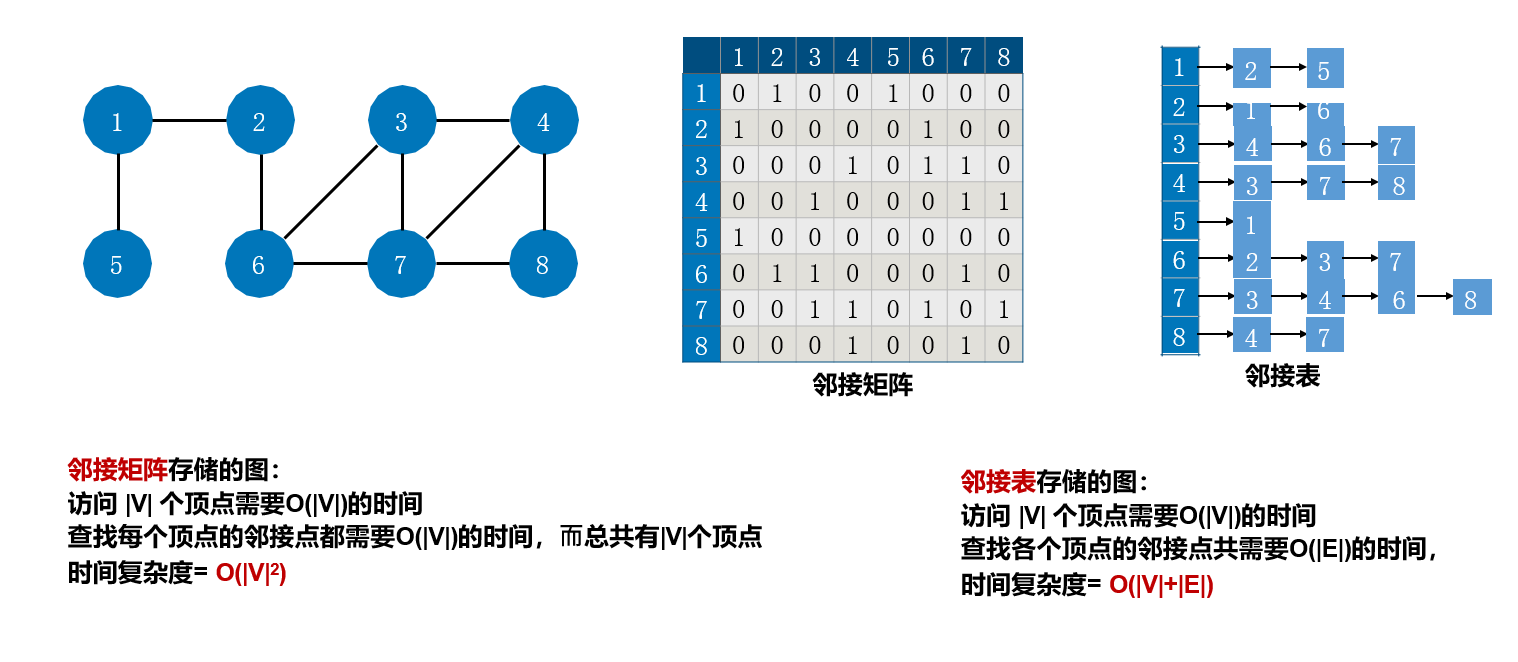 1 2 3 4
5 6 7 8
1 2 3 4 5 6 7 8
1 0 1 0 0 1 0 0 0
2 1 0 0 0 0 1 0 0
3 0 0 0 1 0 1 1 0
4 0 0 1 0 0 0 1 1
5 1 0 0 0 0 0 0 0
6 0 1 1 0 0 0 1 0
7 0 0 1 1 0 1 0 1
8 0 0 0 1 0 0 1 0
邻接矩阵
1 2 5
2 1 6
3 4 6 7
4 3 7 8
5 1
6 2 3 7
7 3 4 6 8
8 4 7
邻接表
邻接矩阵存储的图：
访问 |V| 个顶点需要O(|V|)的时间
查找每个顶点的邻接点都需要O(|V|)的时间，而总共有|V|个顶点
时间复杂度= O(|V|²)
邻接表存储的图：
访问 |V| 个顶点需要O(|V|)的时间
查找各个顶点的邻接点共需要O(|E|)的时间，
时间复杂度= O(|V|+|E|)